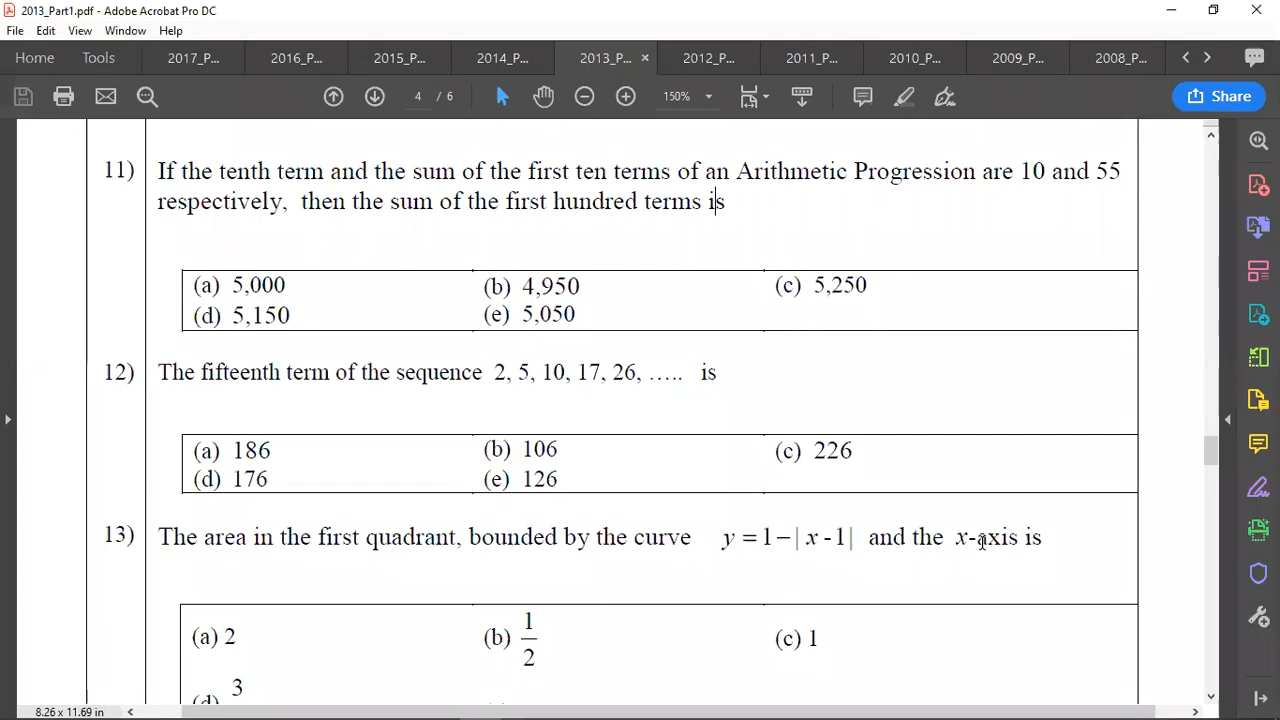 2013_Part1.pdf - Adobe Acrobat Pro DC
File Edit View Window Help
Home Tools 2017_P... 2016_P... 2015_P... 2014_P... 2013_P... × 2012_P... 2011_P... 2010_P... 2009_P... 2008_P...
4 / 6 150% Share
11) If the tenth term and the sum of the first ten terms of an Arithmetic Progression are 10 and 55
respectively, then the sum of the first hundred terms is
(a) 5,000 (b) 4,950 (c) 5,250
(d) 5,150 (e) 5,050
12) The fifteenth term of the sequence 2, 5, 10, 17, 26, ….. is
(a) 186 (b) 106 (c) 226
(d) 176 (e) 126
13) The area in the first quadrant, bounded by the curve y = 1 − | x - 1| and the x-axis is
(a) 2 (b) 1/2 (c) 1
(d) 3
8.26 x 11.69 in